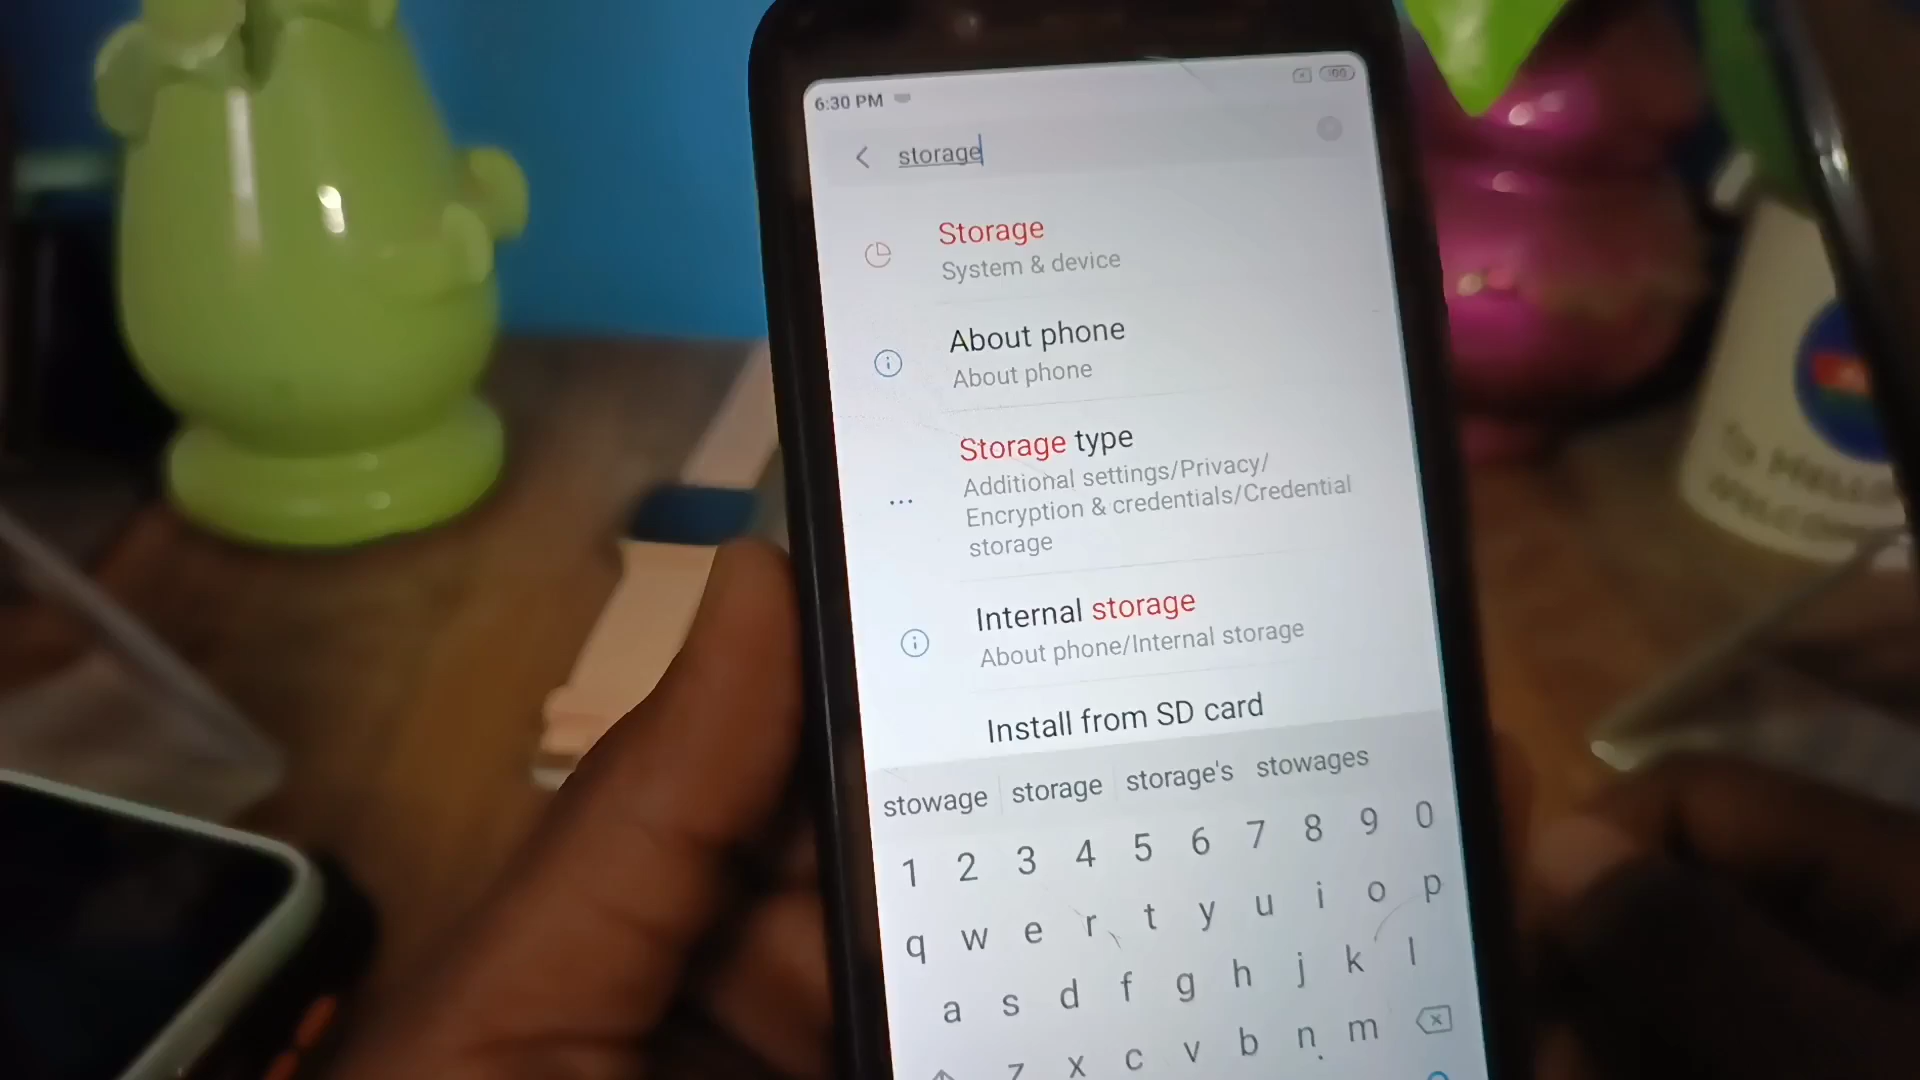 6:30 PM
100
storage
Storage
System & device
About phone
About phone
Storage type
Additional settings/Privacy/
Encryption & credentials/Credential
storage
Internal storage
About phone/Internal storage
Install from SD card
stowage storage storage's stowages
1 2 3 4 5 6 7 8 9 0
q w e r t y u i o p
a s d f g h j k l
z x c v b n m